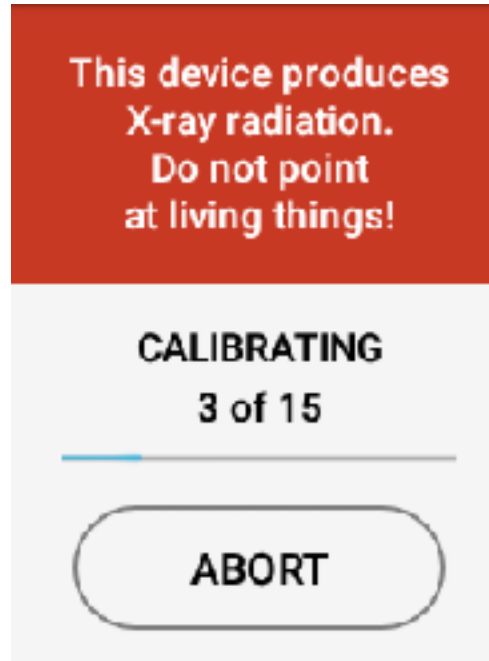 This device produces
X-ray radiation.
Do not point
at living things!
CALIBRATING
3 of 15
ABORT